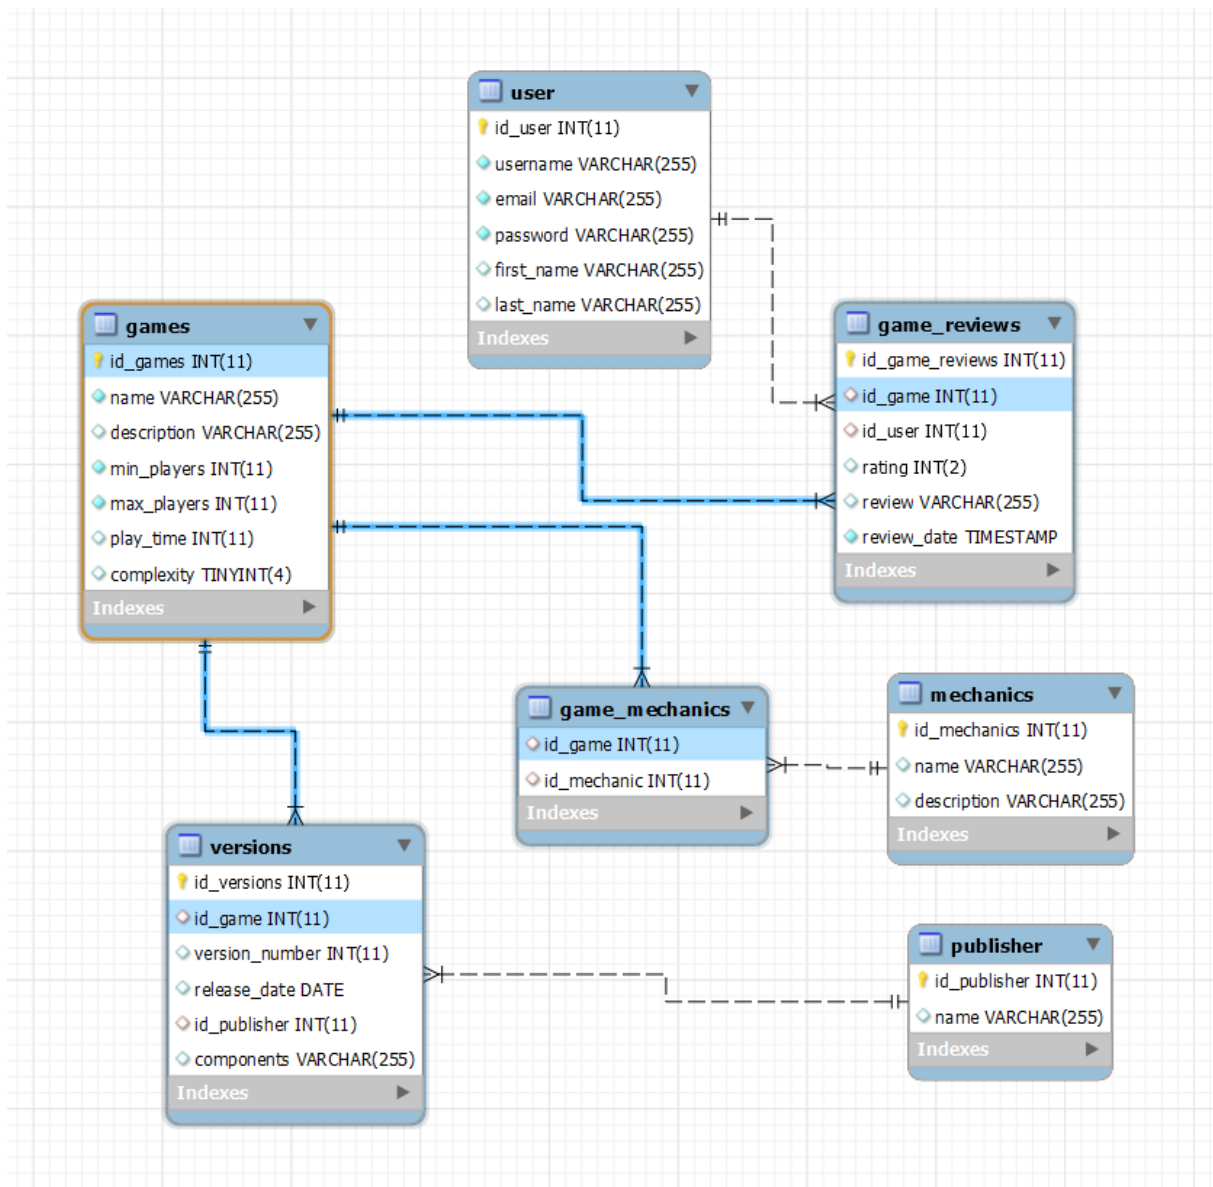 user
id_user INT(11)
username VARCHAR(255)
email VARCHAR(255)
password VARCHAR(255)
first_name VARCHAR(255)
last_name VARCHAR(255)
Indexes
games
id_games INT(11)
name VARCHAR(255)
description VARCHAR(255)
min_players INT(11)
max_players INT(11)
play_time INT(11)
complexity TINYINT(4)
Indexes
game_reviews
id_game_reviews INT(11)
id_game INT(11)
id_user INT(11)
rating INT(2)
review VARCHAR(255)
review_date TIMESTAMP
Indexes
game_mechanics
id_game INT(11)
id_mechanic INT(11)
Indexes
mechanics
id_mechanics INT(11)
name VARCHAR(255)
description VARCHAR(255)
Indexes
versions
id_versions INT(11)
id_game INT(11)
version_number INT(11)
release_date DATE
id_publisher INT(11)
components VARCHAR(255)
Indexes
publisher
id_publisher INT(11)
name VARCHAR(255)
Indexes